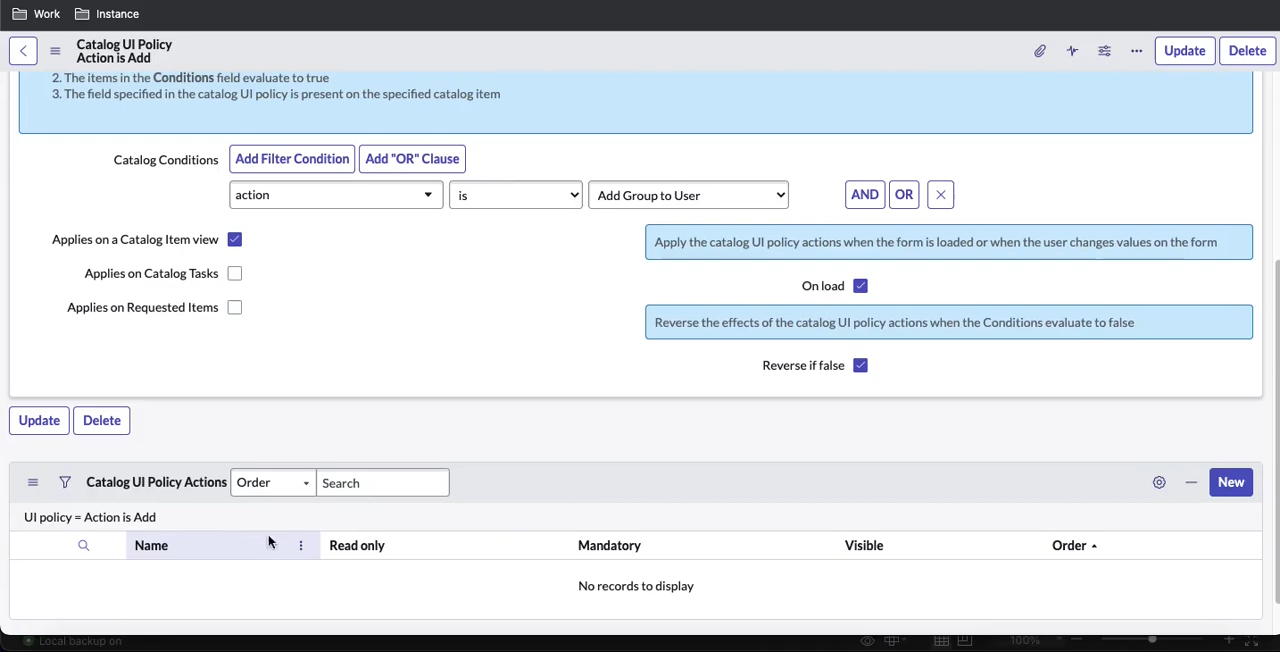 Work Instance
Catalog UI Policy
Action is Add
Update Delete
2. The items in the Conditions field evaluate to true
3. The field specified in the catalog UI policy is present on the specified catalog item
Catalog Conditions Add Filter Condition Add "OR" Clause
action is Add Group to User AND OR
Applies on a Catalog Item view
Apply the catalog UI policy actions when the form is loaded or when the user changes values on the form
Applies on Catalog Tasks
On load
Applies on Requested Items
Reverse the effects of the catalog UI policy actions when the Conditions evaluate to false
Reverse if false
Update Delete
Catalog UI Policy Actions Order Search New
UI policy = Action is Add
Name Read only Mandatory Visible Order
No records to display
Local backup on 100%